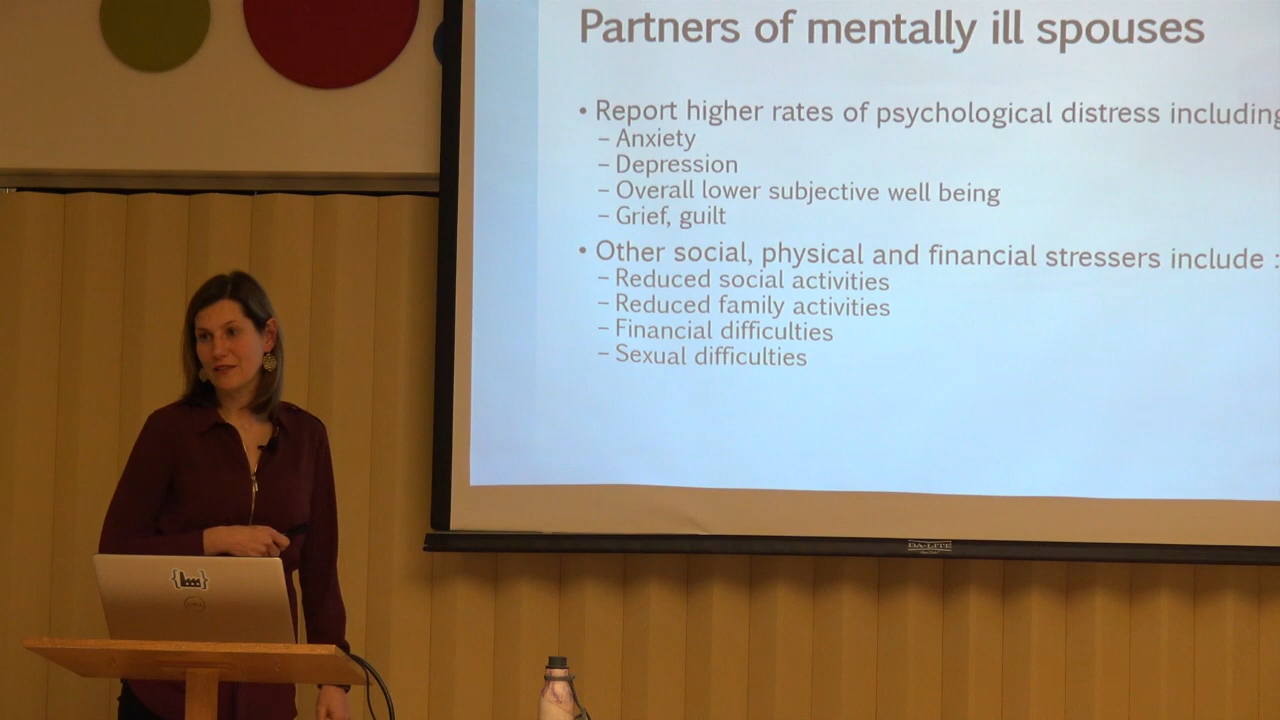 Partners of mentally ill spouses
• Report higher rates of psychological distress including
– Anxiety
– Depression
– Overall lower subjective well being
– Grief, guilt
• Other social, physical and financial stressers include :
– Reduced social activities
– Reduced family activities
– Financial difficulties
– Sexual difficulties
DA-LITE
DELL